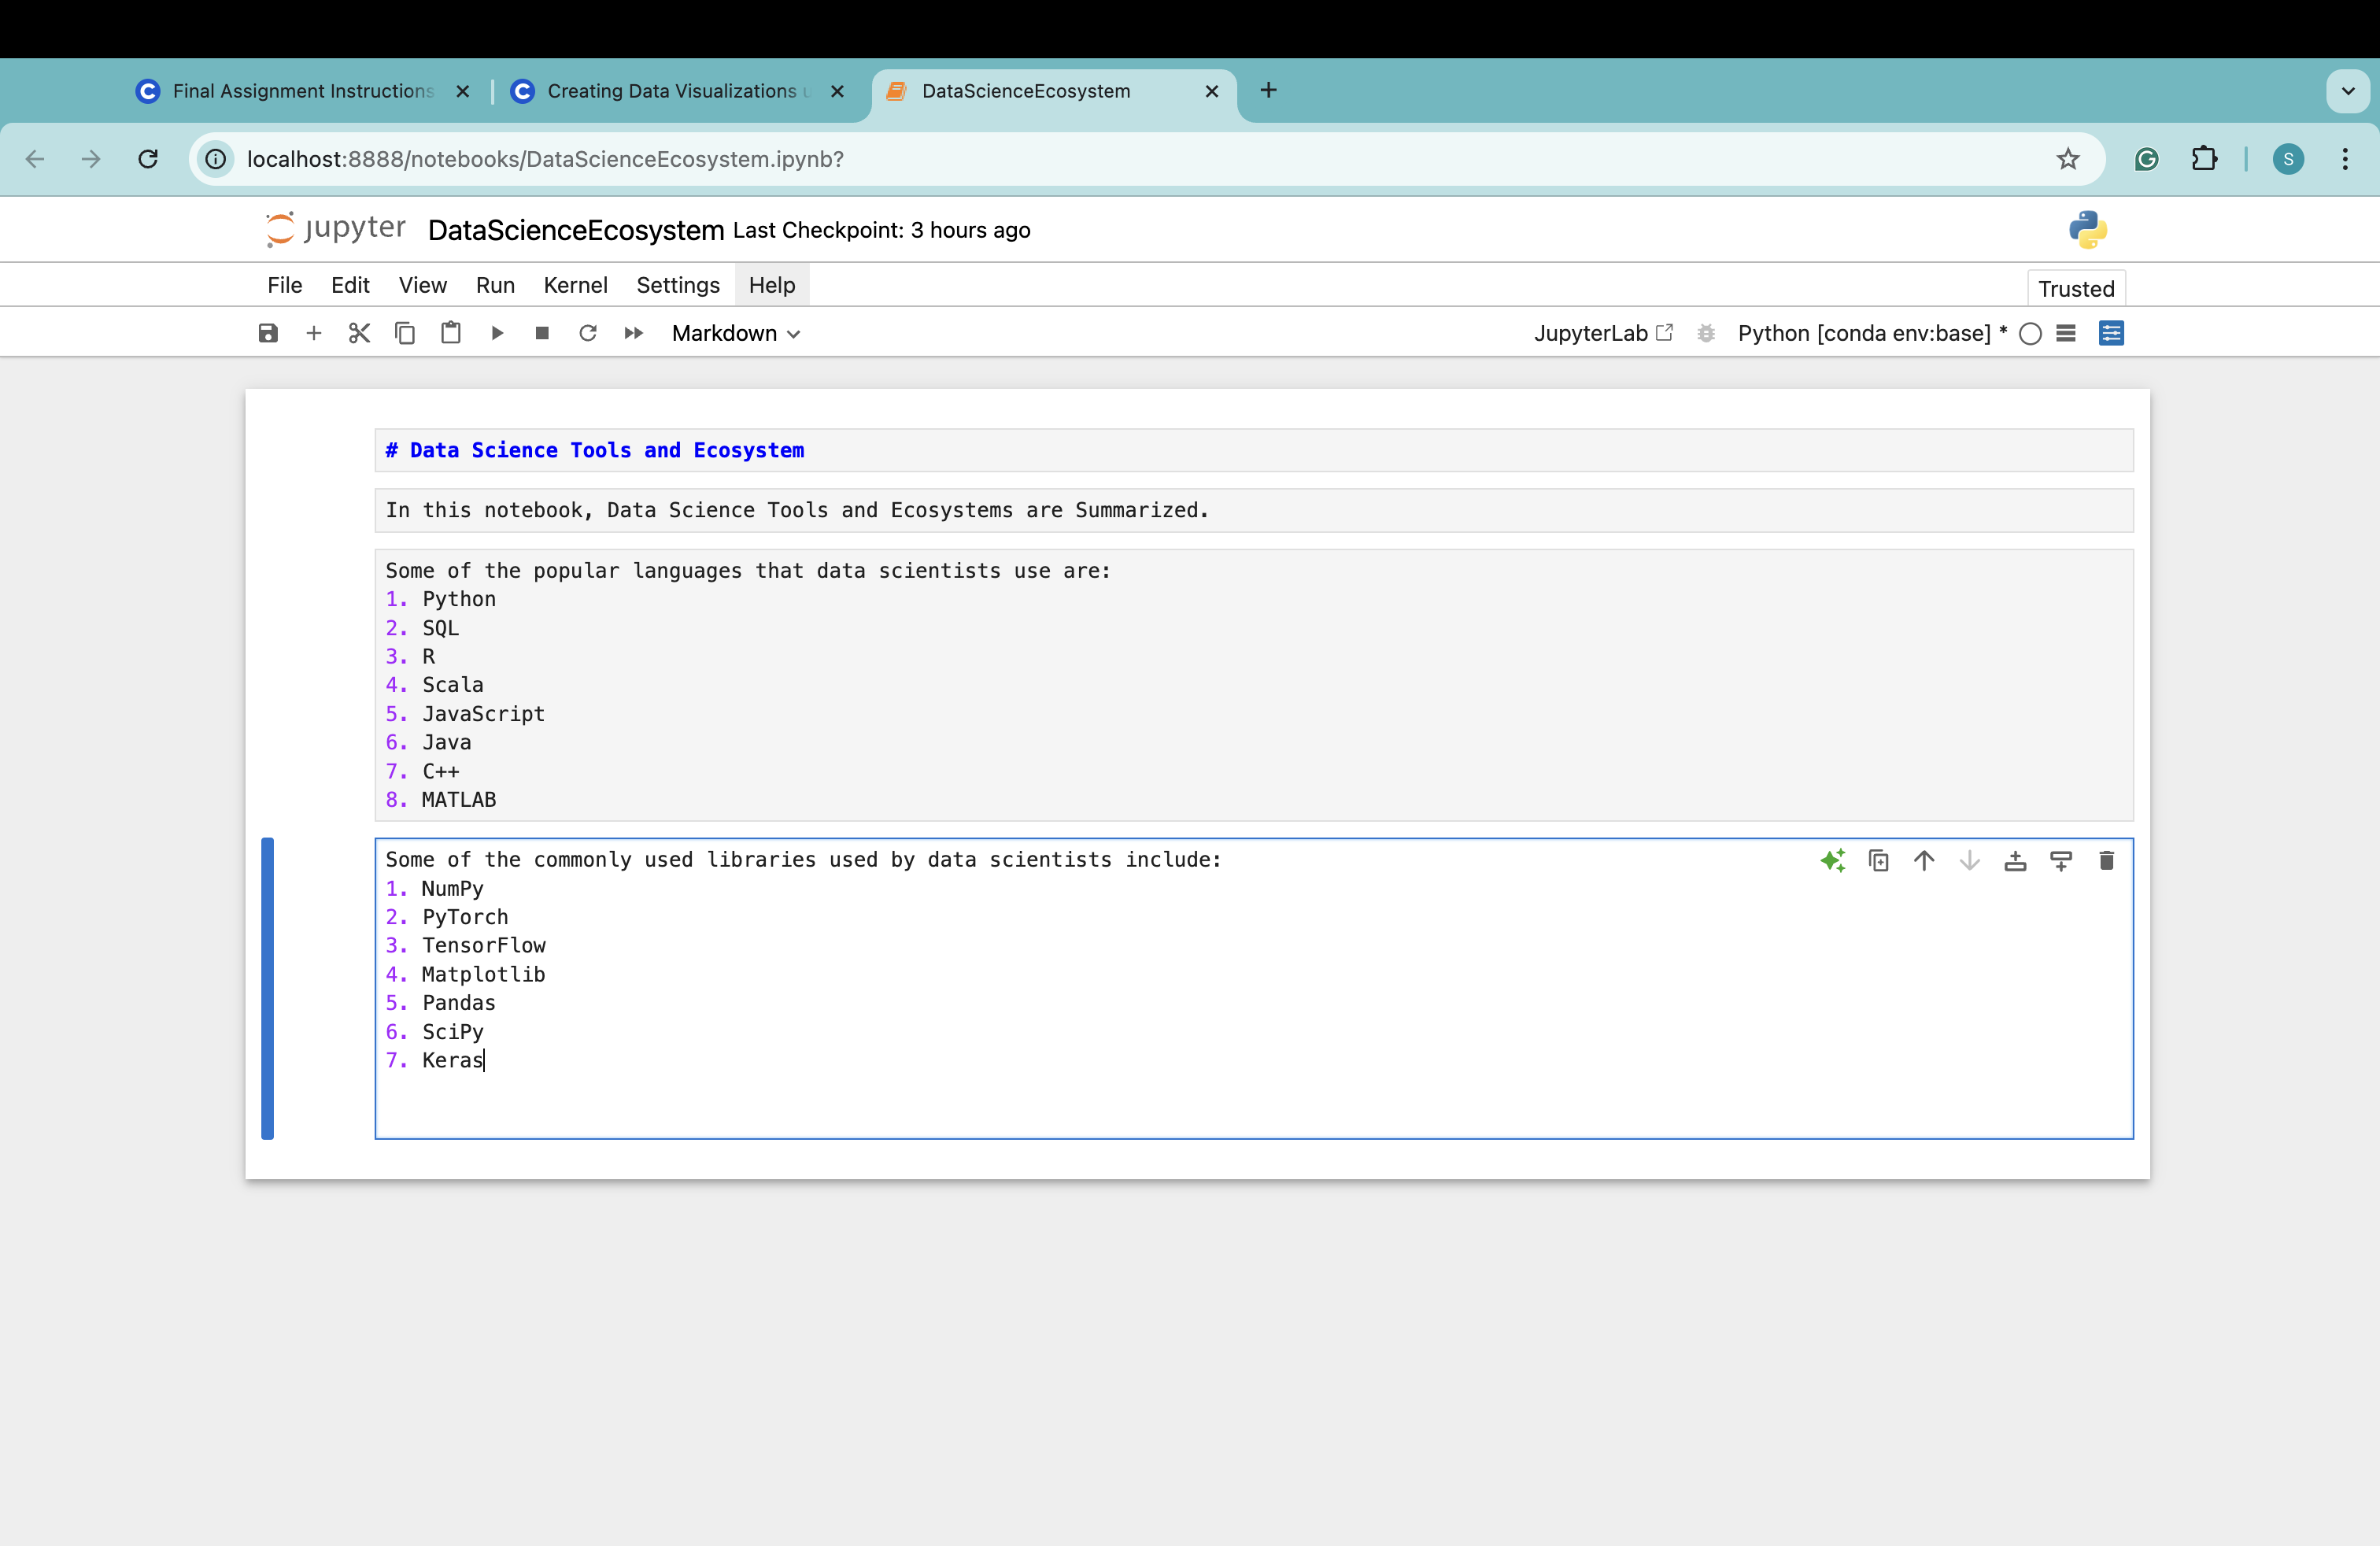 Final Assignment Instructions
Creating Data Visualizations u
DataScienceEcosystem
localhost:8888/notebooks/DataScienceEcosystem.ipynb?
S
jupyter DataScienceEcosystem Last Checkpoint: 3 hours ago
File Edit View Run Kernel Settings Help
Trusted
Markdown
JupyterLab
Python [conda env:base] *
# Data Science Tools and Ecosystem
In this notebook, Data Science Tools and Ecosystems are Summarized.
Some of the popular languages that data scientists use are:
1. Python
2. SQL
3. R
4. Scala
5. JavaScript
6. Java
7. C++
8. MATLAB
Some of the commonly used libraries used by data scientists include:
1. NumPy
2. PyTorch
3. TensorFlow
4. Matplotlib
5. Pandas
6. SciPy
7. Keras